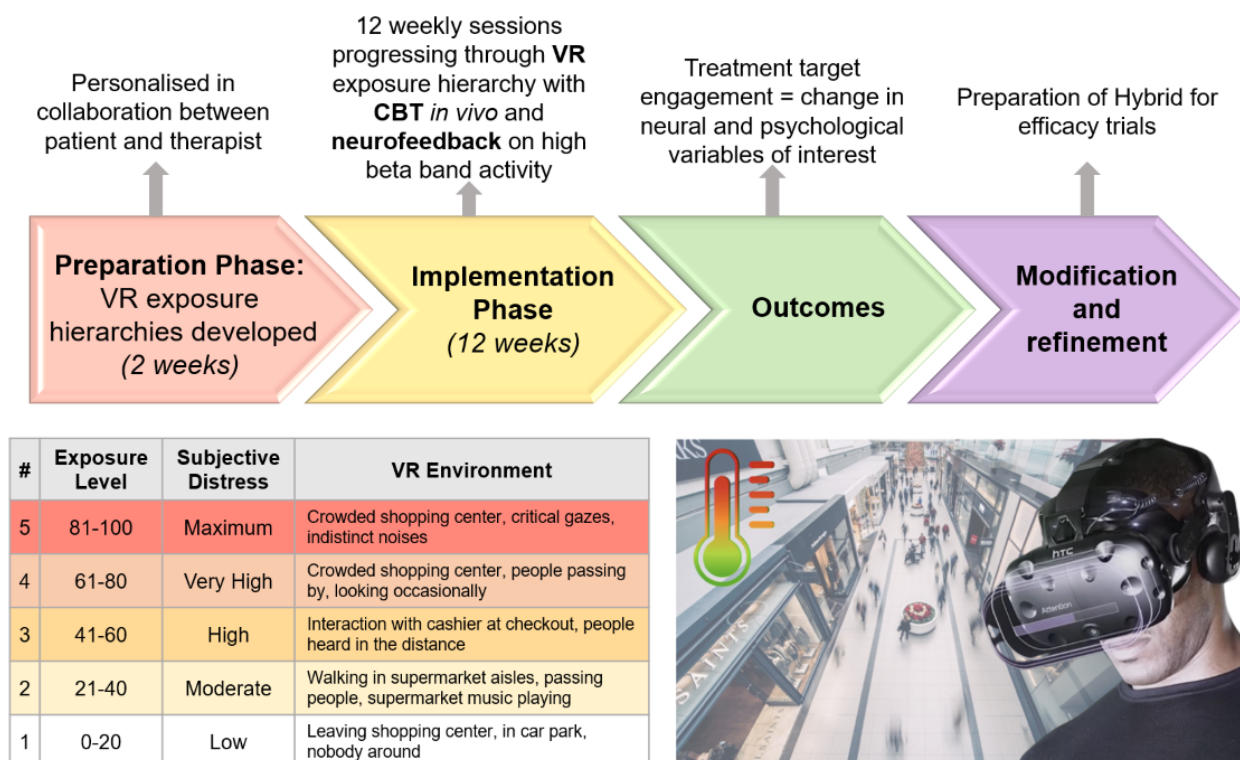 Personalised in
collaboration between
patient and therapist
12 weekly sessions
progressing through VR
exposure hierarchy with
CBT in vivo and
neurofeedback on high
beta band activity
Treatment target
engagement = change in
neural and psychological
variables of interest
Preparation of Hybrid for
efficacy trials
Preparation Phase:
VR exposure
hierarchies developed
(2 weeks)
Implementation
Phase
(12 weeks)
Outcomes
Modification
and
refinement
# Exposure Level Subjective Distress VR Environment
5 81-100 Maximum Crowded shopping center, critical gazes,
indistinct noises
4 61-80 Very High Crowded shopping center, people passing
by, looking occasionally
3 41-60 High Interaction with cashier at checkout, people
heard in the distance
2 21-40 Moderate Walking in supermarket aisles, passing
people, supermarket music playing
1 0-20 Low Leaving shopping center, in car park,
nobody around
SAINTS
hTC
Attention